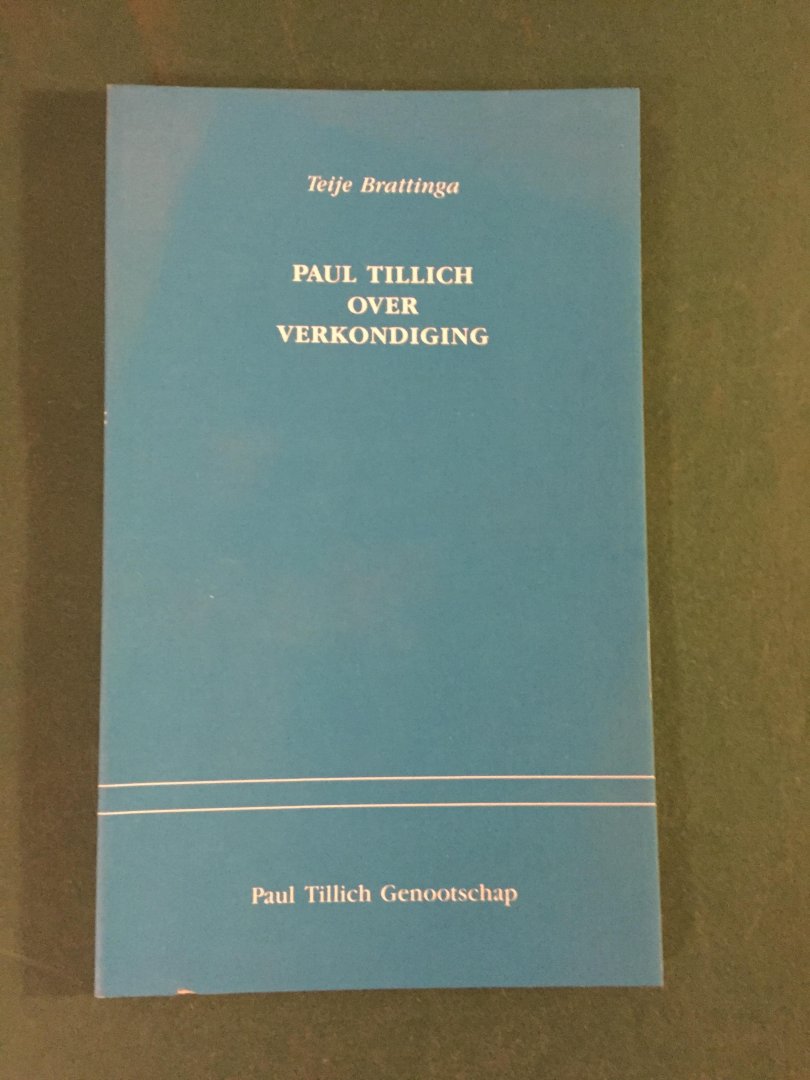 Teije Brattinga
PAUL TILLICH
OVER
VERKONDIGING
Paul Tillich Genootschap